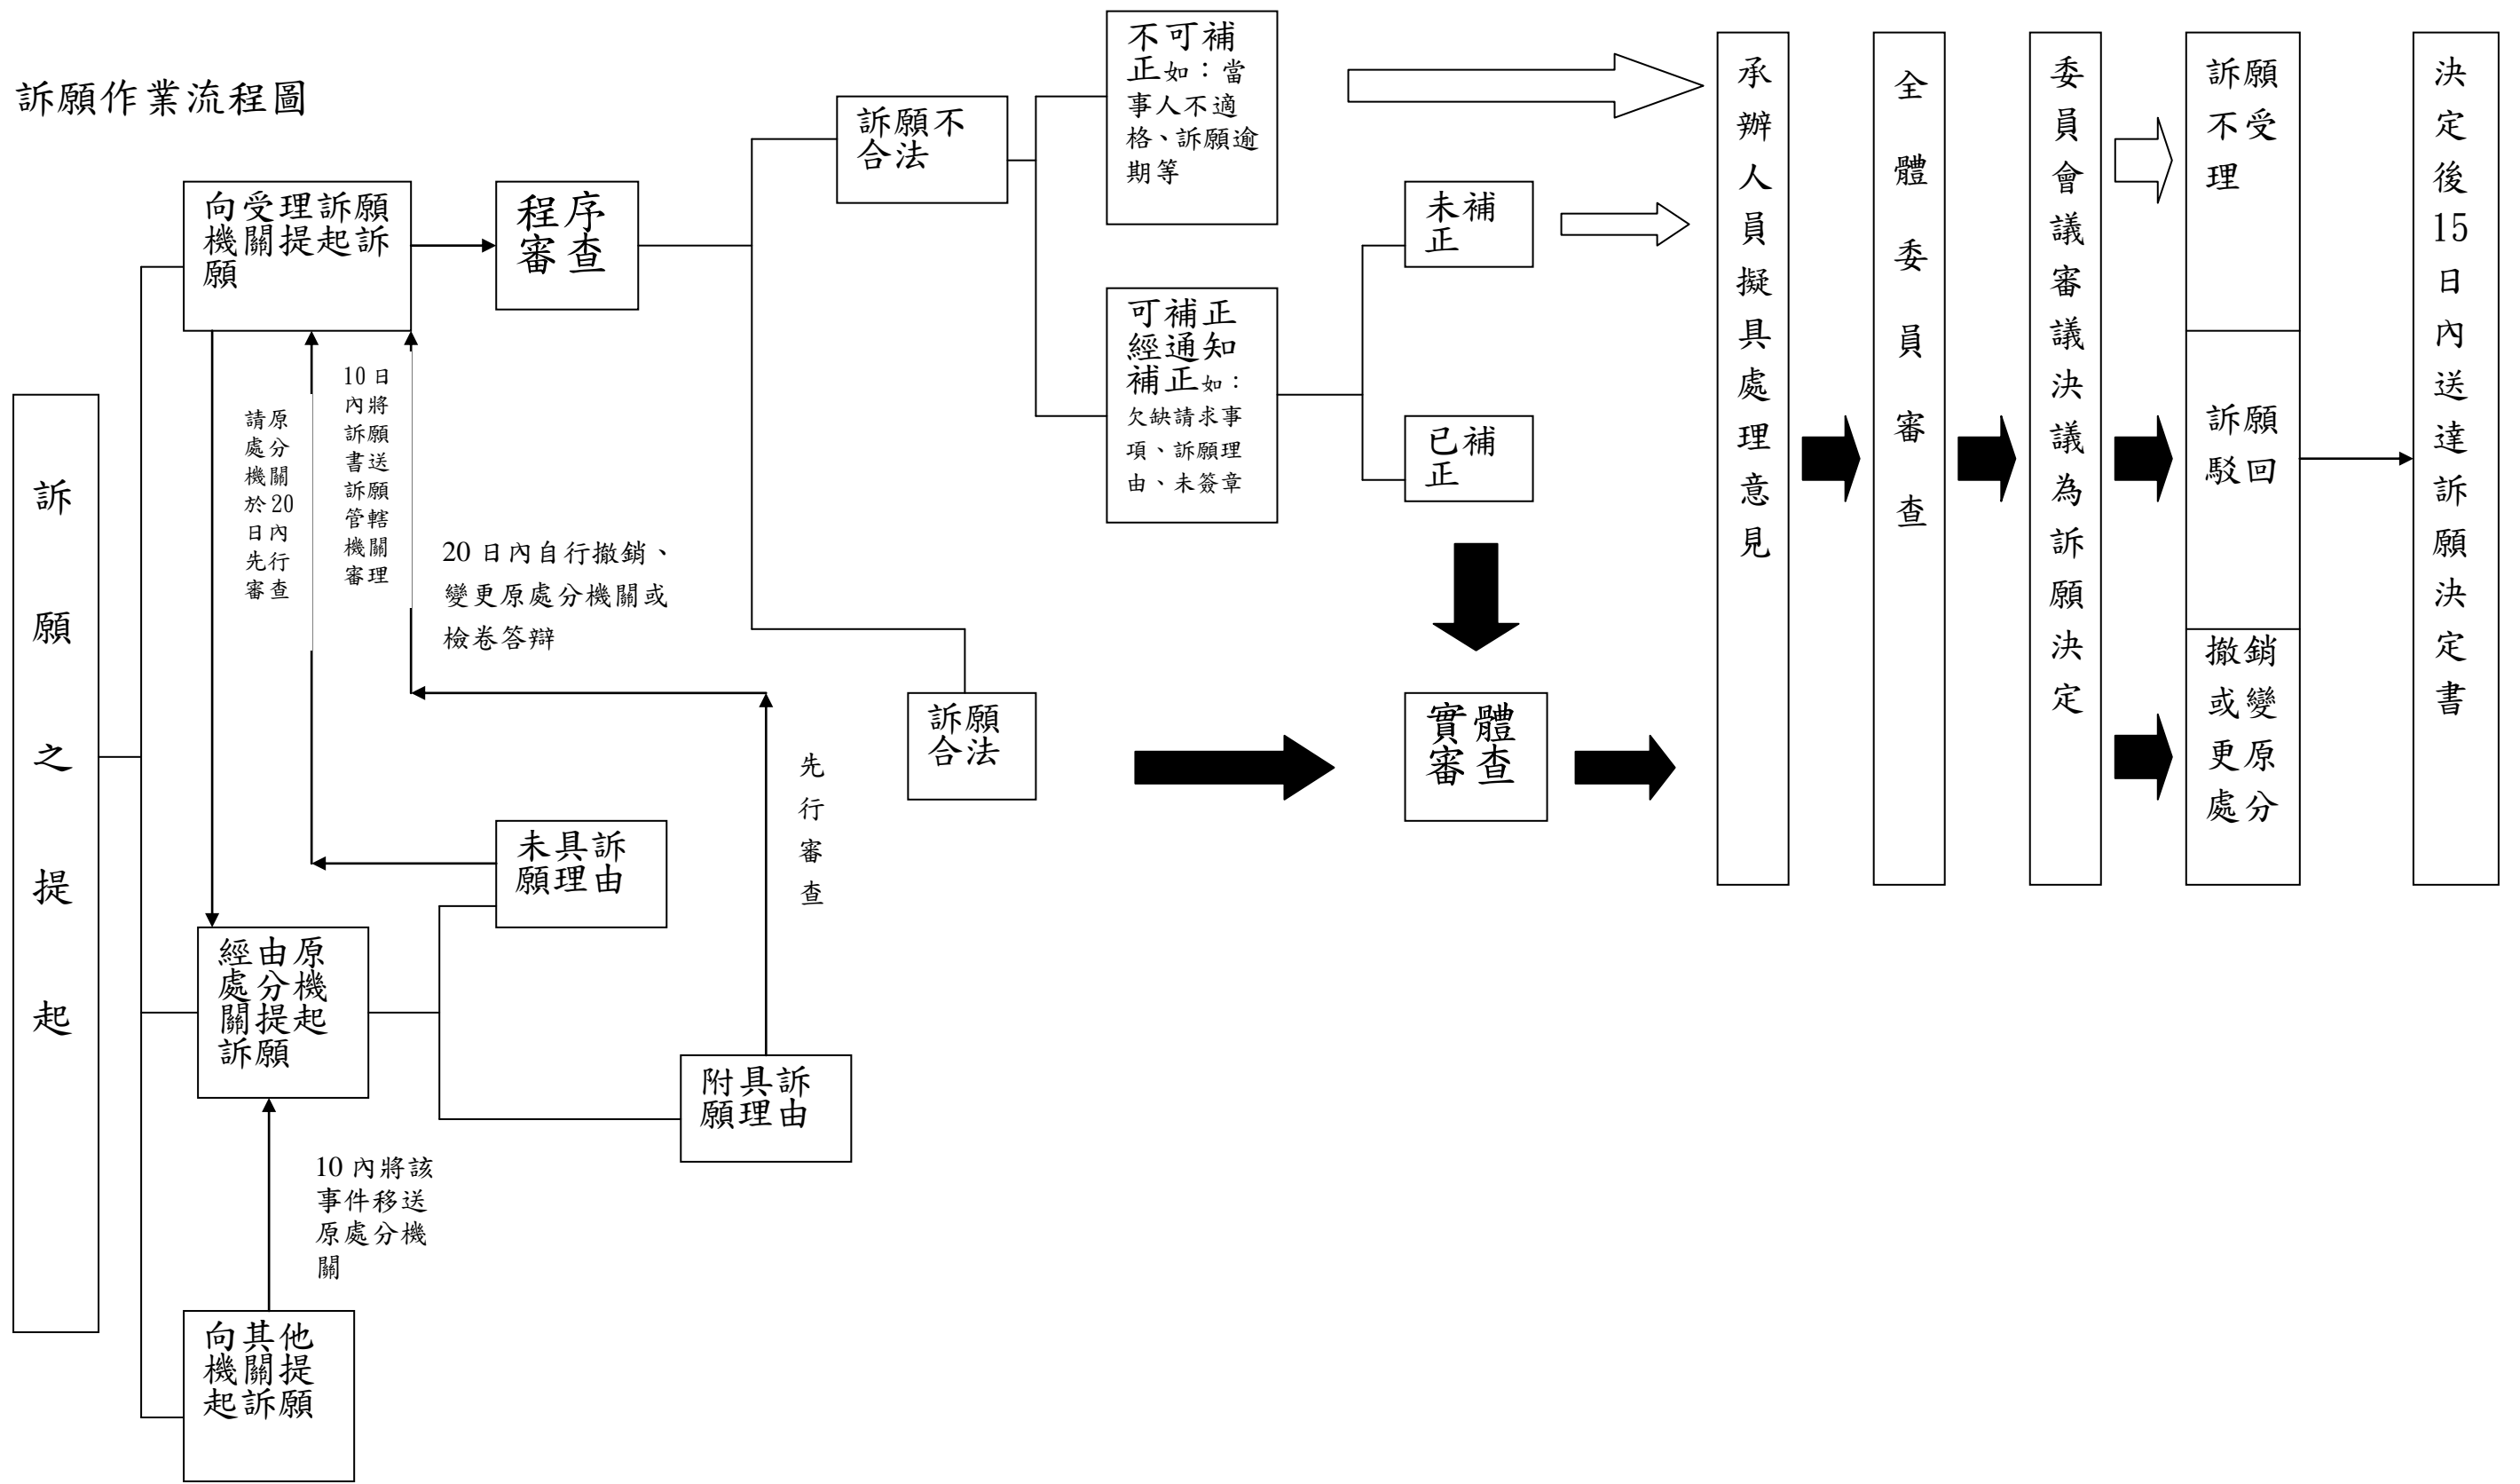 訴願作業流程圖
訴願之提起
向受理訴願
機關提起訴
願
程序
審查
請原
處分
機關
於20
日內
先行
審查
10日
內將
訴願
書送
訴願
管轄
機關
審理
20 日內自行撤銷、
變更原處分機關或
檢卷答辯
未具訴
願理由
經由原
處分機
關提起
訴願
附具訴
願理由
先行審查
10 內將該
事件移送
原處分機
關
向其他
機關提
起訴願
訴願不
合法
訴願
合法
不可補
正如：當
事人不適
格、訴願逾
期等
可補正
經通知
補正如：
欠缺請求事
項、訴願理
由、未簽章
未補
正
已補
正
實體
審查
承辦人員擬具處理意見
全體委員審查
委員會議審議決議為訴願決定
訴願
不受
理
訴願
駁回
撤銷
或變
更原
處分
決定後15日內送達訴願決定書